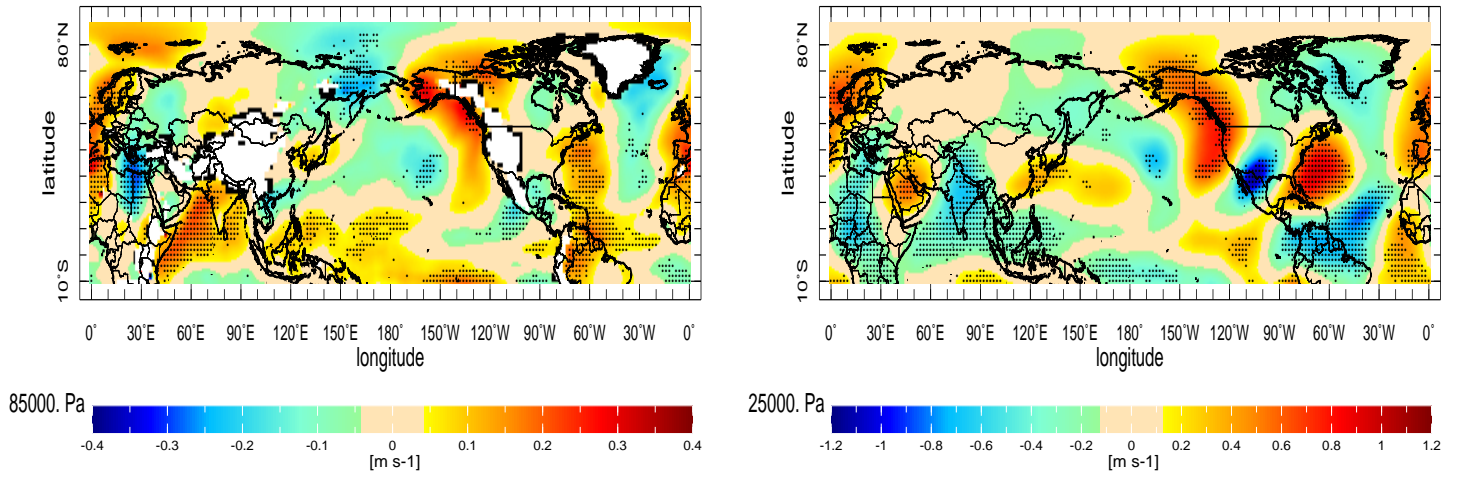 80°N
latitude
10°S
0° 30°E 60°E 90°E 120°E 150°E 180° 150°W 120°W 90°W 60°W 30°W 0°
longitude
85000. Pa
-0.4 -0.3 -0.2 -0.1 0 0.1 0.2 0.3 0.4
[m s-1]
80°N
latitude
10°S
0° 30°E 60°E 90°E 120°E 150°E 180° 150°W 120°W 90°W 60°W 30°W 0°
longitude
25000. Pa
-1.2 -1 -0.8 -0.6 -0.4 -0.2 0 0.2 0.4 0.6 0.8 1 1.2
[m s-1]